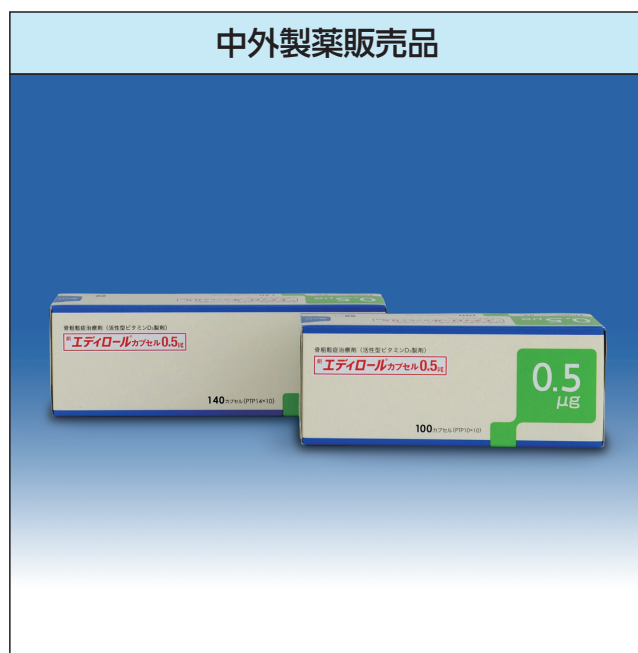 中外製薬販売品
0.5μg
骨粗鬆症治療剤（活性型ビタミンD₃製剤）
劇 エディロール®カプセル0.5μg
140カプセル(PTP14×10)
骨粗鬆症治療剤（活性型ビタミンD₃製剤）
劇 エディロール®カプセル0.5μg
0.5
μg
100カプセル(PTP10×10)